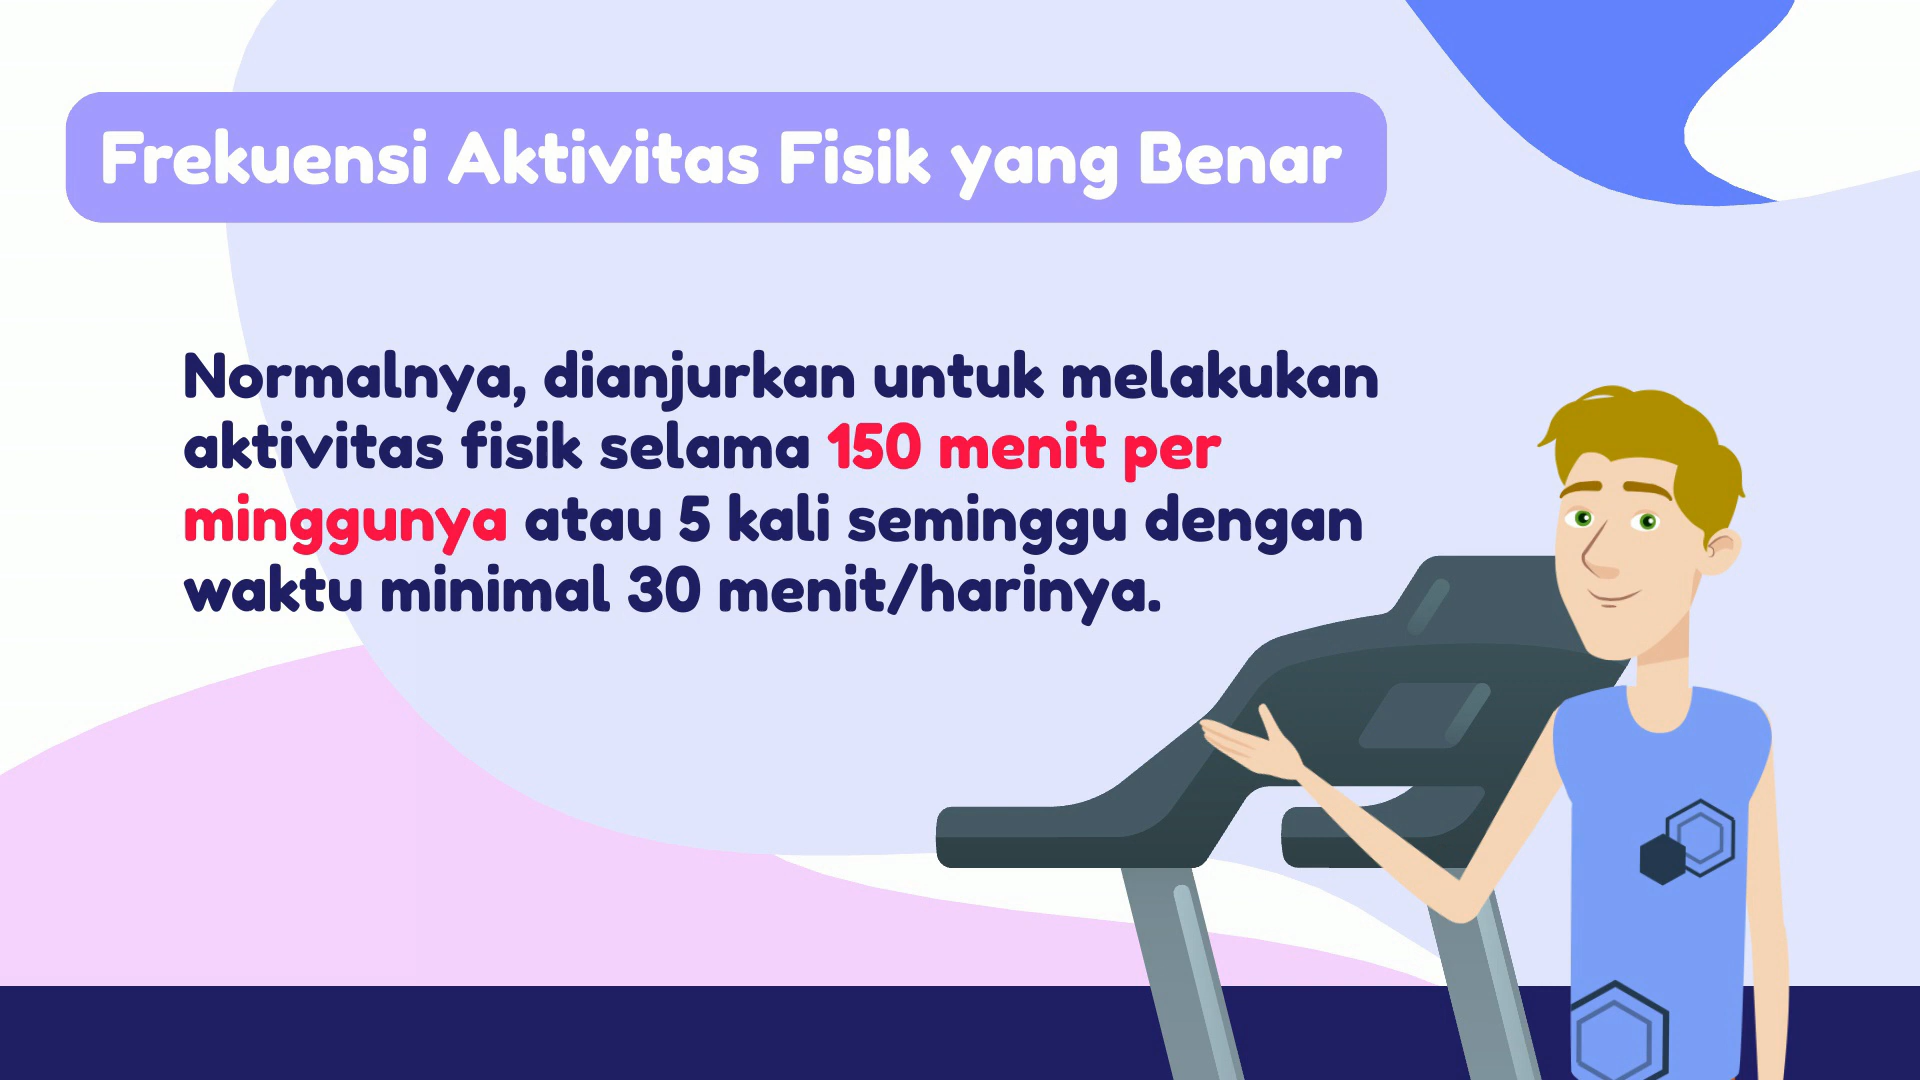 Frekuensi Aktivitas Fisik yang Benar
Normalnya, dianjurkan untuk melakukan
aktivitas fisik selama 150 menit per
minggunya atau 5 kali seminggu dengan
waktu minimal 30 menit/harinya.